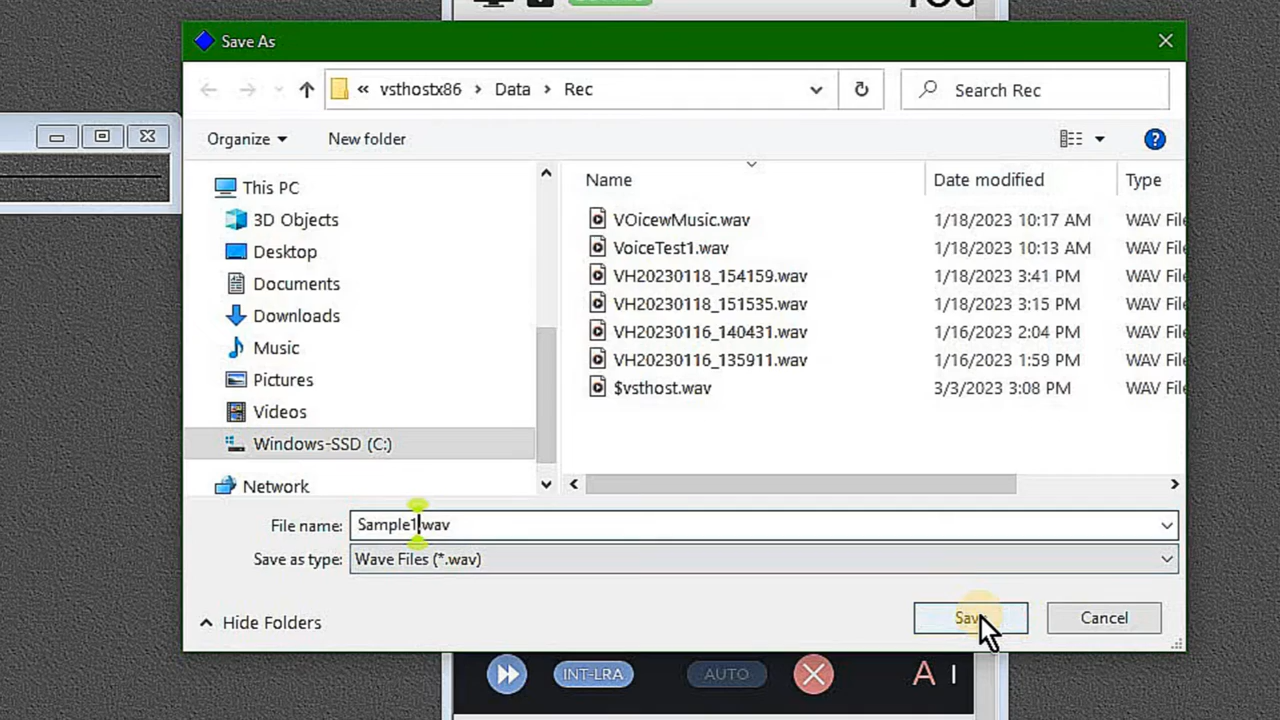 Save As
« vsthostx86 › Data › Rec
Search Rec
Organize
New folder
?
Name
Date modified
Type
This PC
3D Objects
Desktop
Documents
Downloads
Music
Pictures
Videos
Windows-SSD (C:)
Network
VOicewMusic.wav 1/18/2023 10:17 AM WAV File
VoiceTest1.wav 1/18/2023 10:13 AM WAV File
VH20230118_154159.wav 1/18/2023 3:41 PM WAV File
VH20230118_151535.wav 1/18/2023 3:15 PM WAV File
VH20230116_140431.wav 1/16/2023 2:04 PM WAV File
VH20230116_135911.wav 1/16/2023 1:59 PM WAV File
$vsthost.wav 3/3/2023 3:08 PM WAV File
File name: Sample1.wav
Save as type: Wave Files (*.wav)
Hide Folders
Save
Cancel
INT-LRA
AUTO